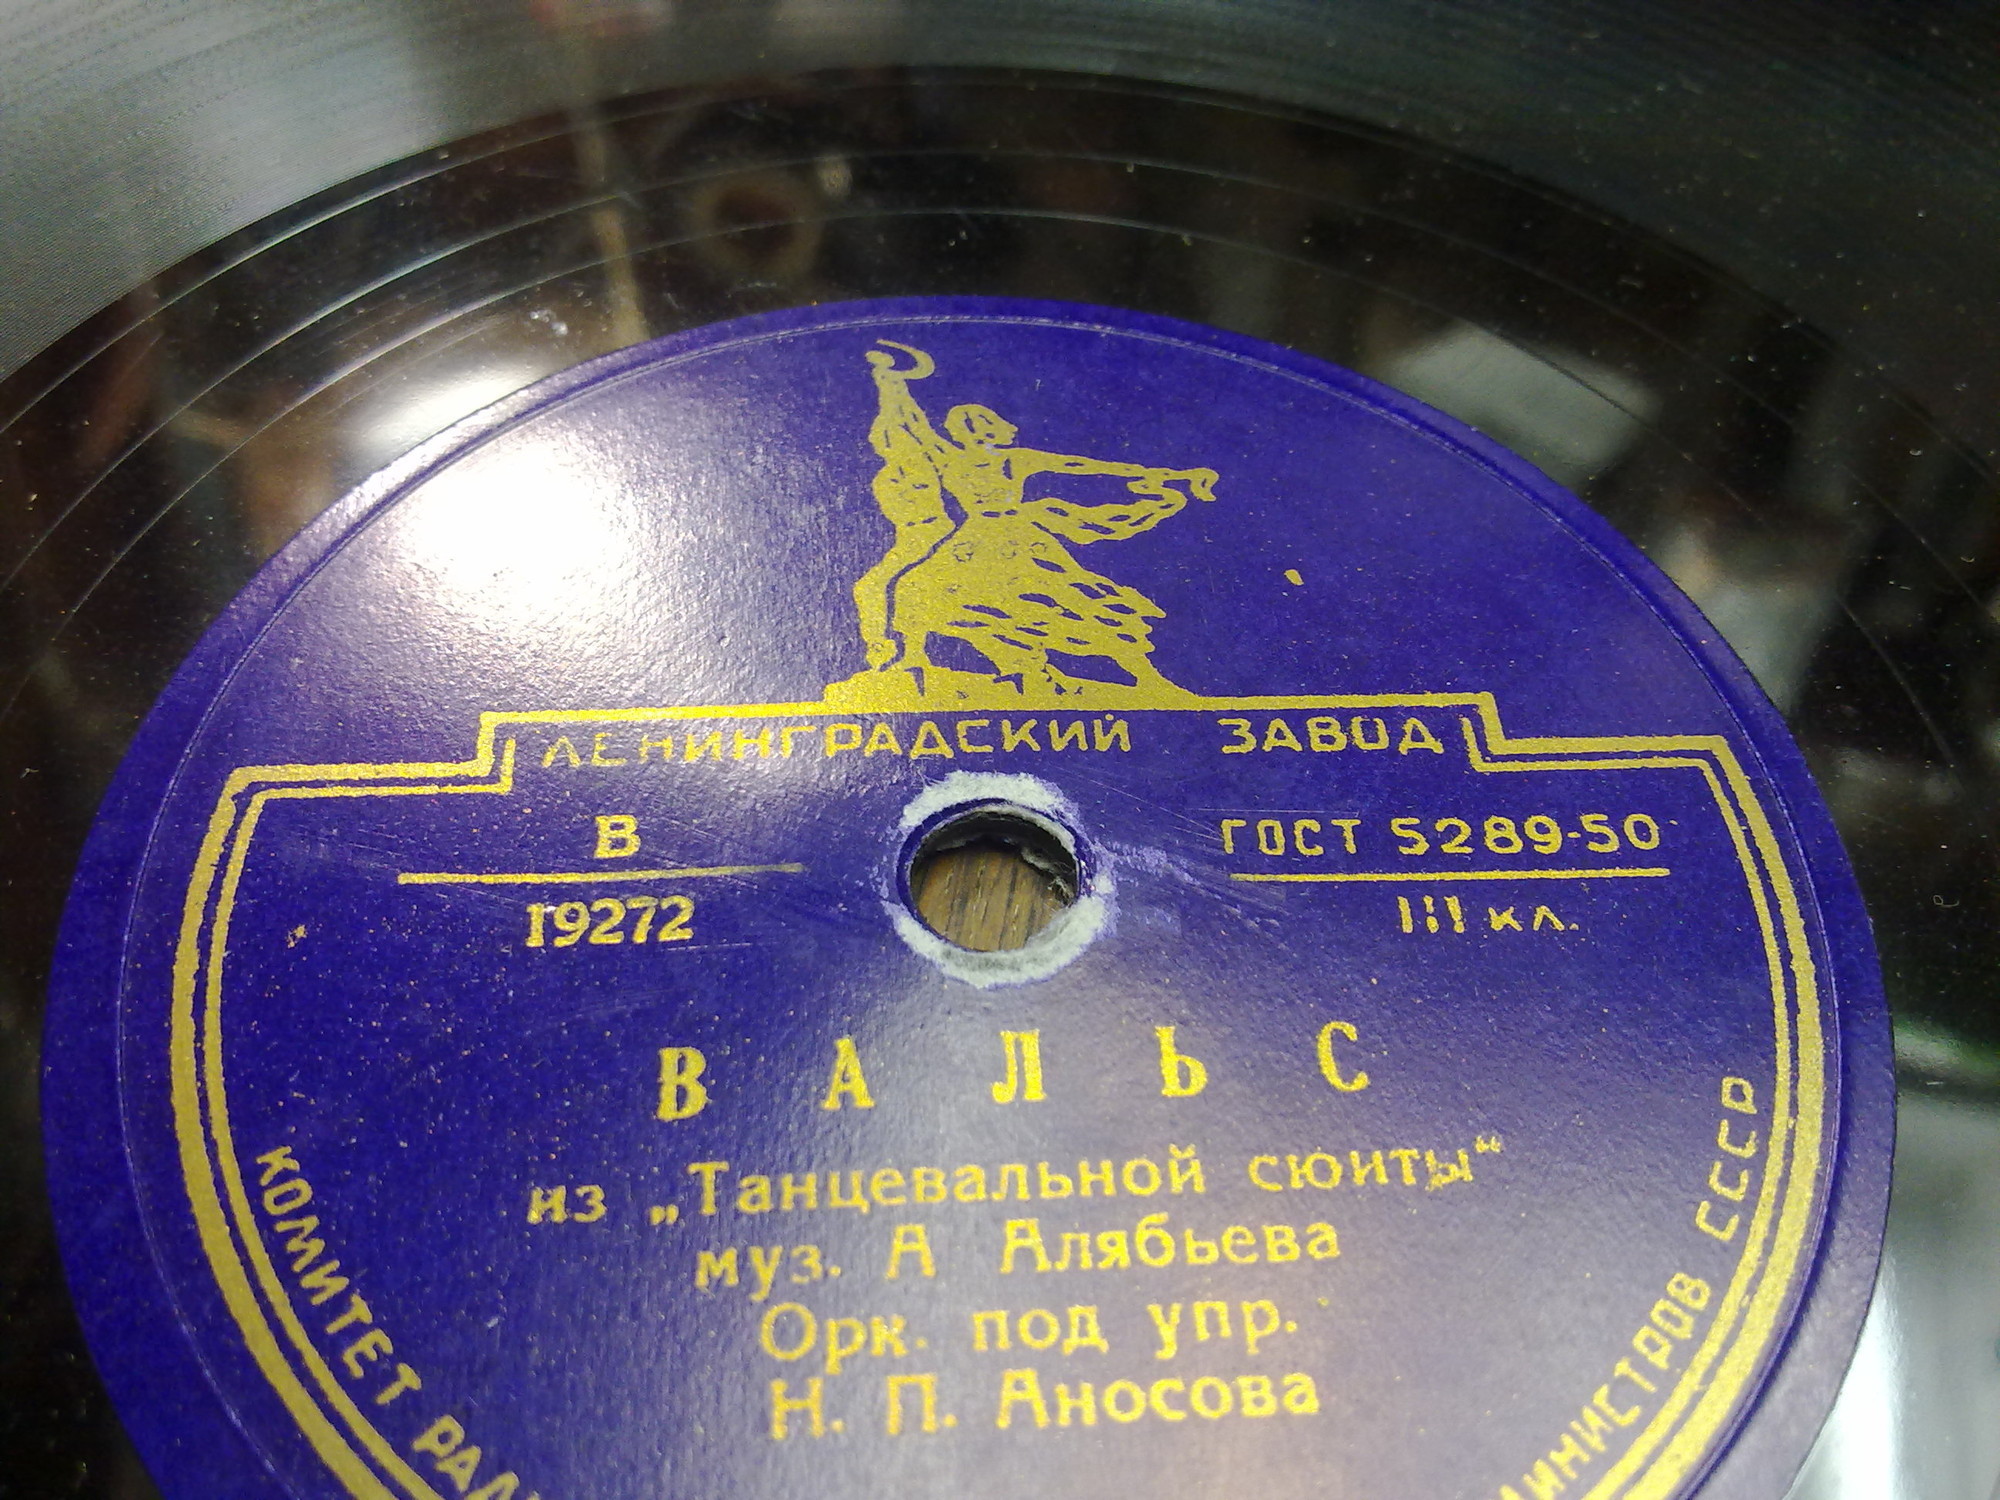 ЛЕНИНГРАДСКИЙ ЗАВОД
В
19272
ГОСТ 5289-50
III кл.
ВАЛЬС
из „Танцевальной сюиты“
муз. А Алябьева
Орк. под упр.
Н. П. Аносова
КОМИТЕТ
СССР